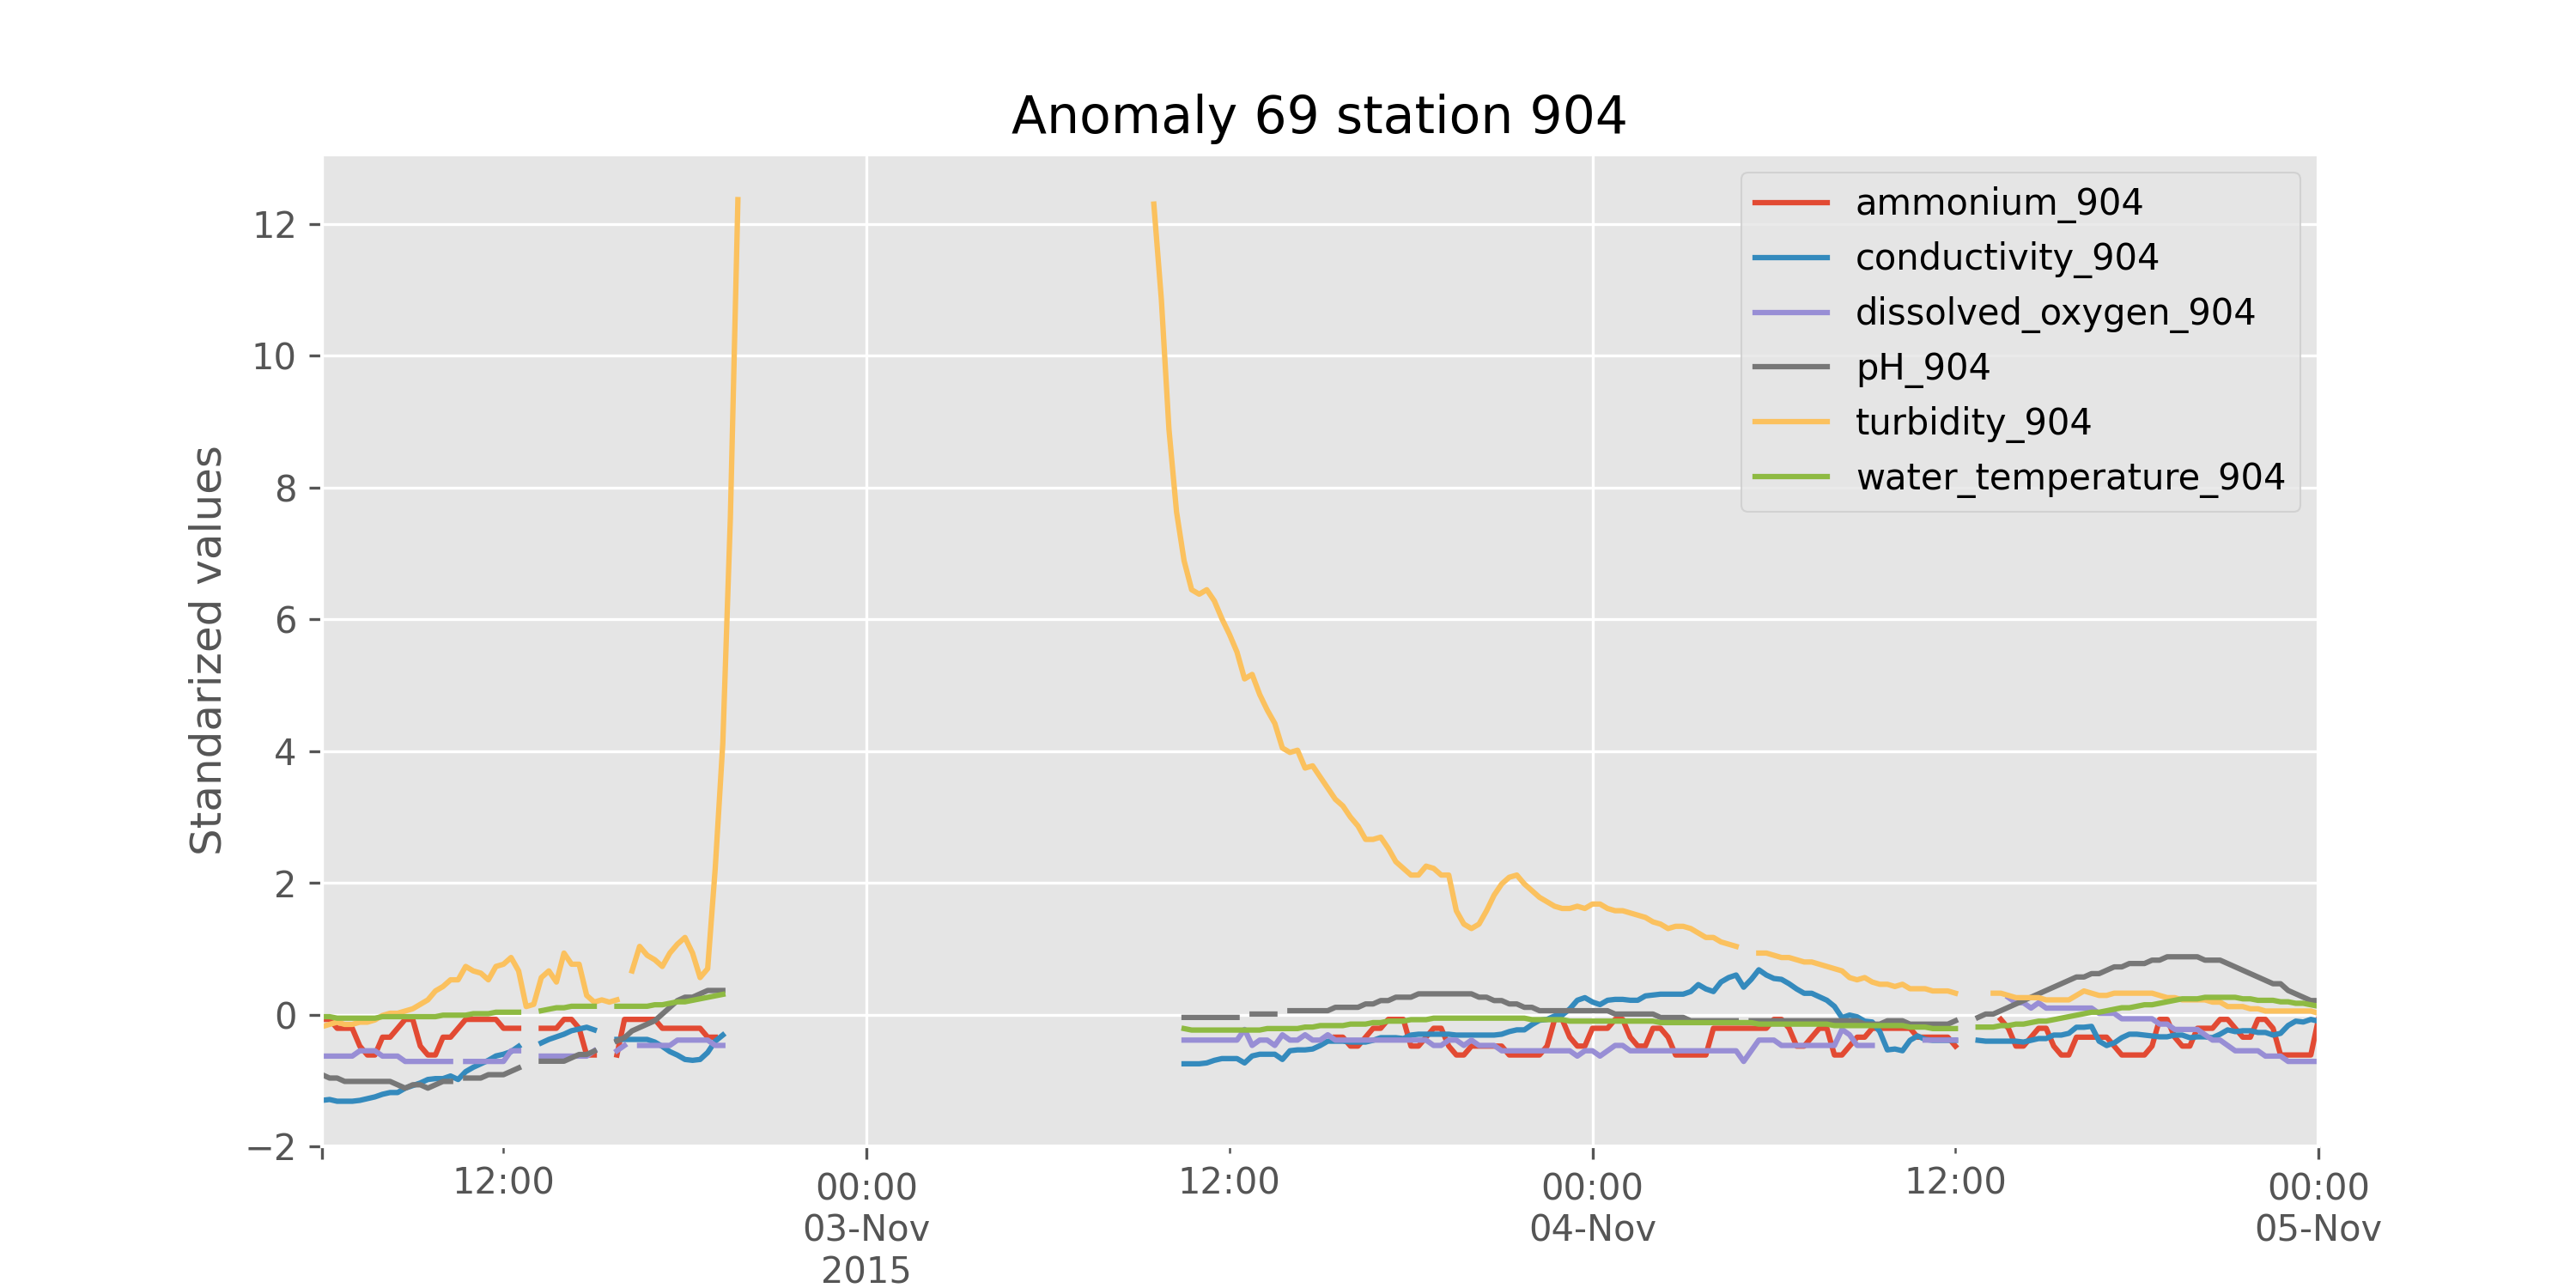 Anomaly 69 station 904
Standarized values
12
10
8
6
4
2
0
−2
ammonium_904
conductivity_904
dissolved_oxygen_904
pH_904
turbidity_904
water_temperature_904
12:00
00:00
03-Nov
2015
12:00
00:00
04-Nov
12:00
00:00
05-Nov